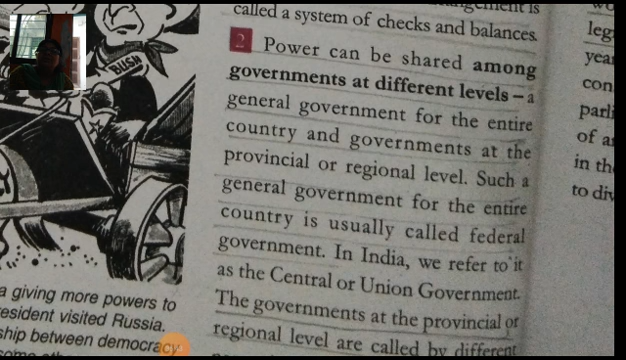 BUSH
a giving more powers to
resident visited Russia.
ship between democracy
called a system of checks and balances.
2 Power can be shared among
governments at different levels – a
general government for the entire
country and governments at the
provincial or regional level. Such a
general government for the entire
country is usually called federal
government. In India, we refer to it
as the Central or Union Government.
The governments at the provincial or
regional level are called by different
leg
year
con
parli
of a
in the
to div